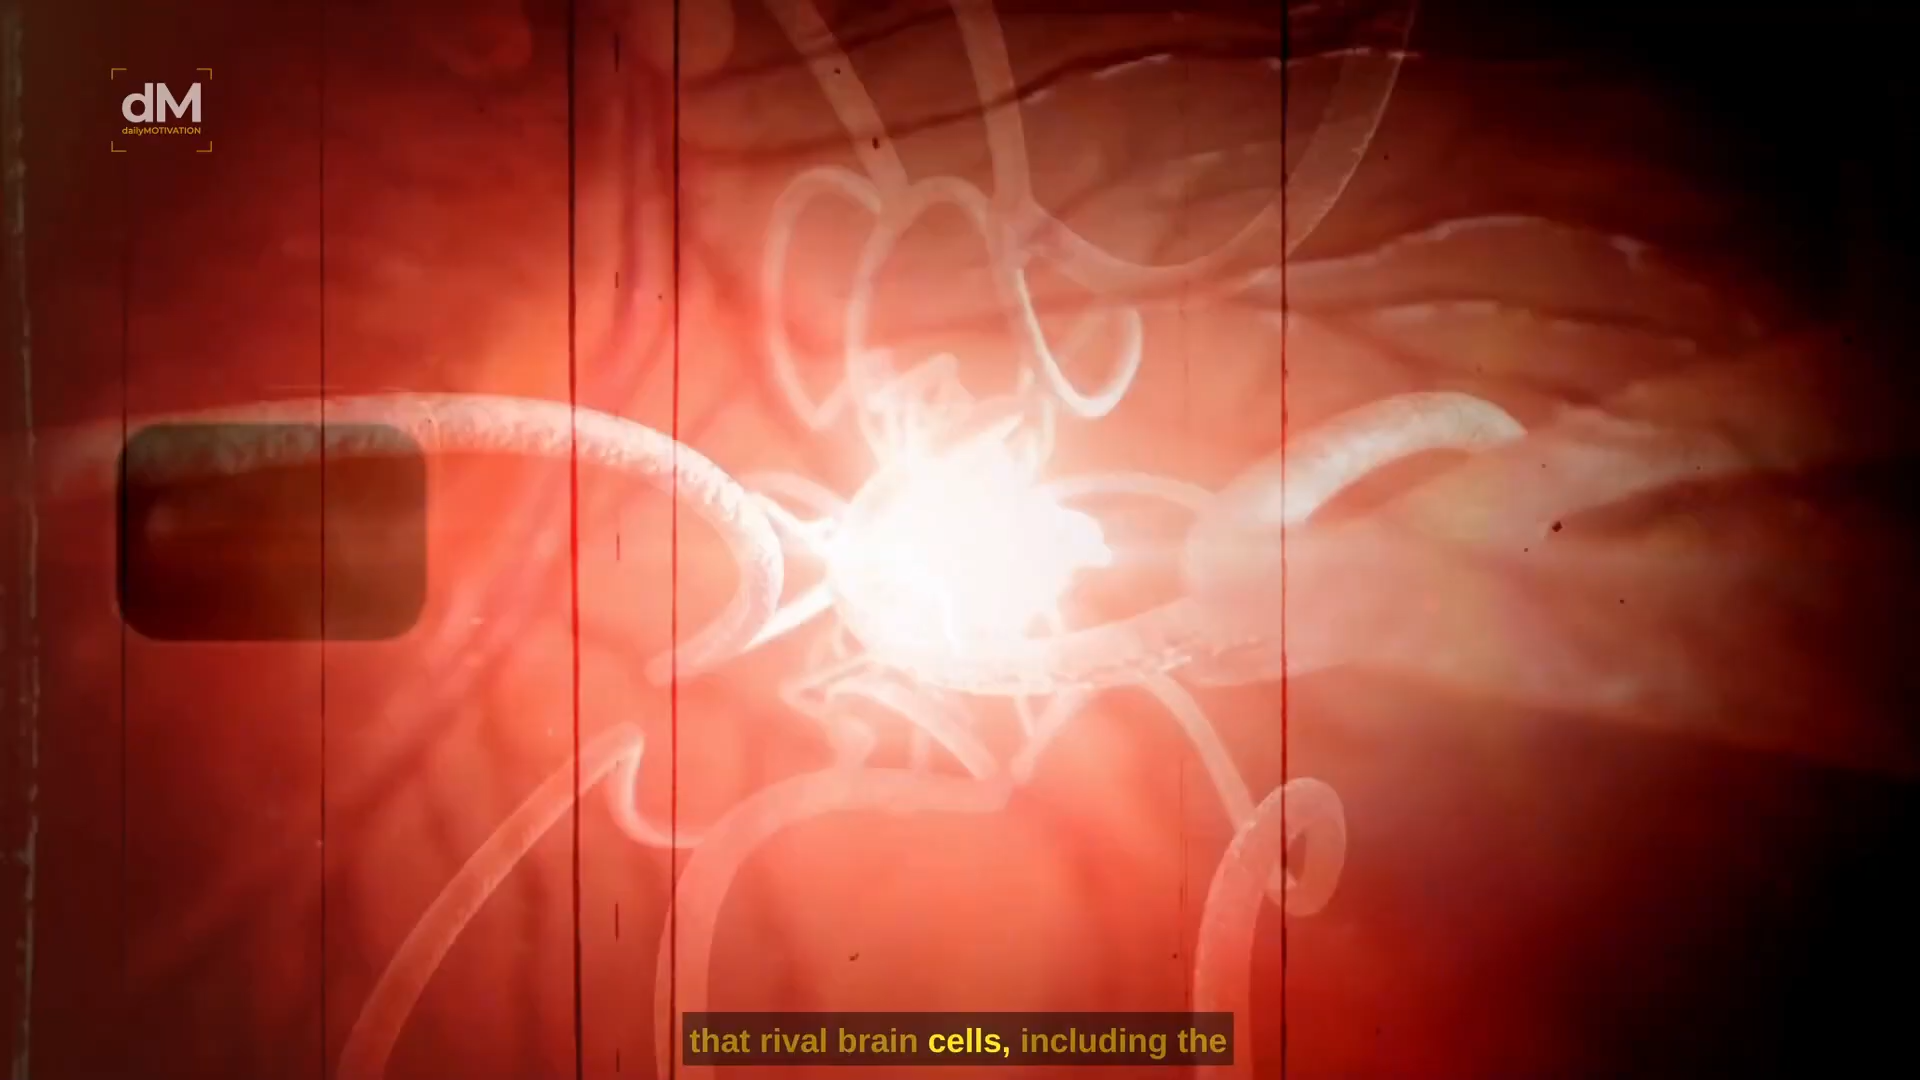 dM
dailyMOTIVATION
that rival brain cells, including the